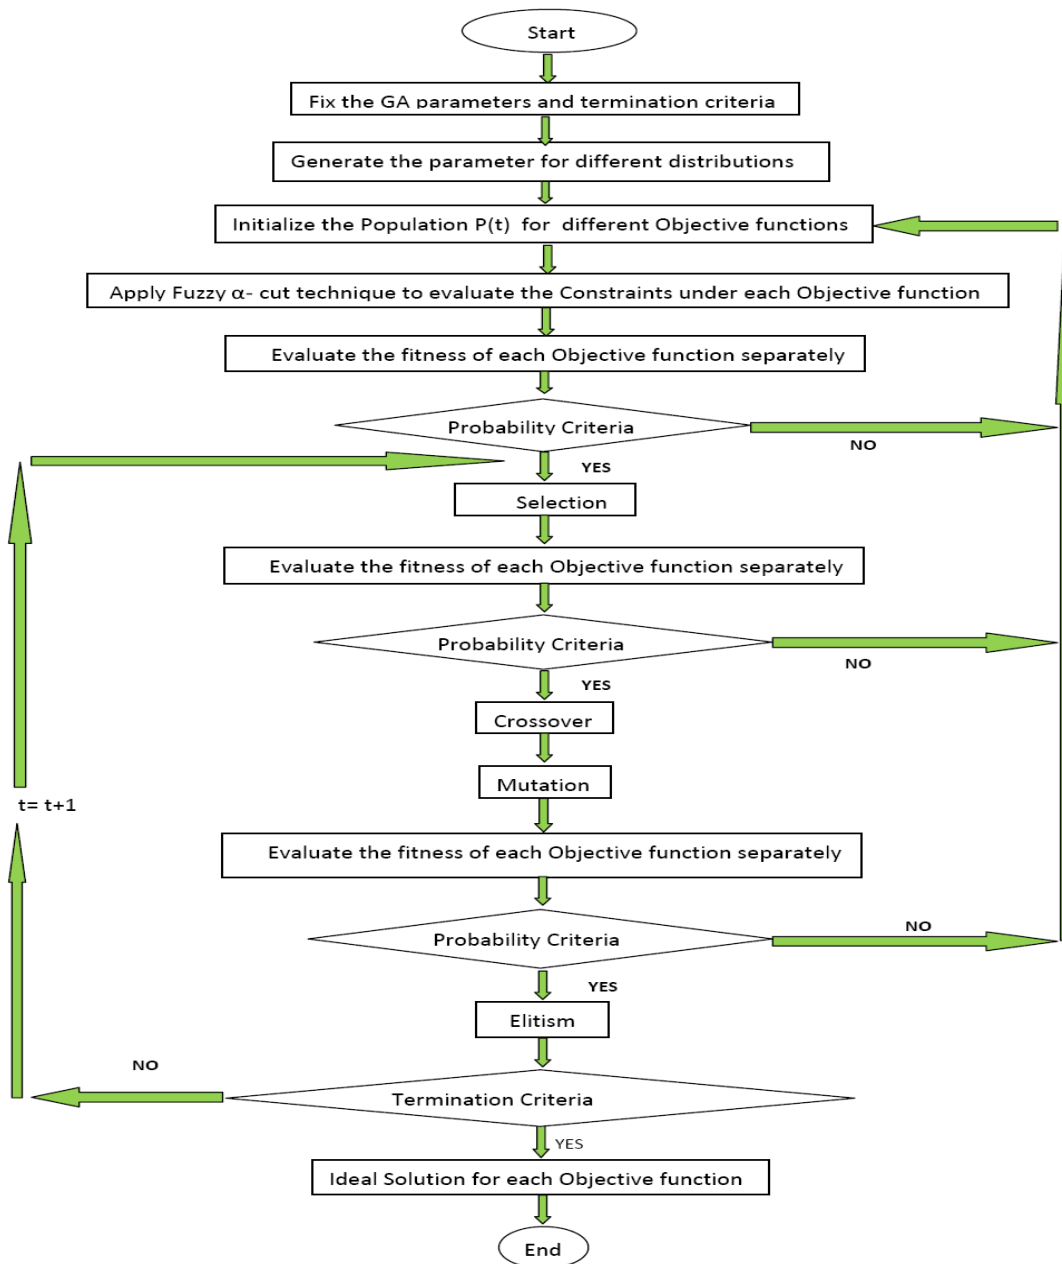 Start
Fix the GA parameters and termination criteria
Generate the parameter for different distributions
Initialize the Population P(t) for different Objective functions
Apply Fuzzy α- cut technique to evaluate the Constraints under each Objective function
Evaluate the fitness of each Objective function separately
Probability Criteria
NO
YES
Selection
Evaluate the fitness of each Objective function separately
Probability Criteria
NO
YES
Crossover
Mutation
t= t+1
Evaluate the fitness of each Objective function separately
Probability Criteria
NO
YES
Elitism
NO
Termination Criteria
YES
Ideal Solution for each Objective function
End